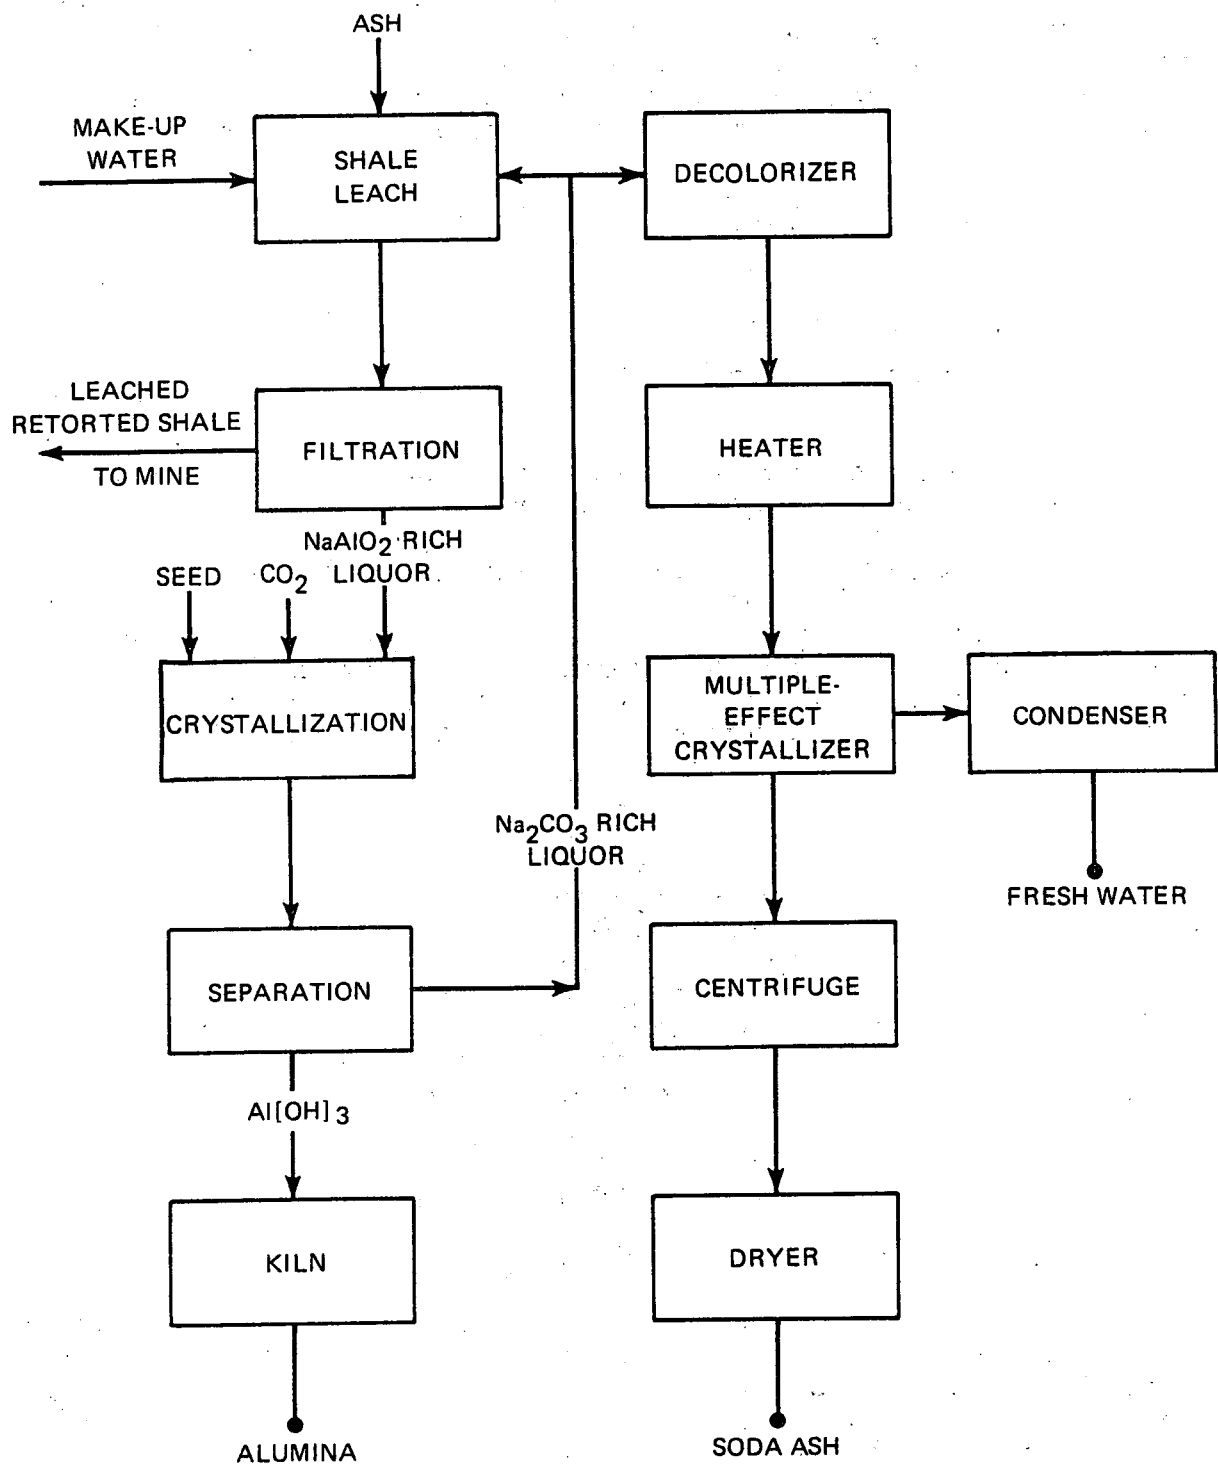 ASH
MAKE-UP
WATER
SHALE
LEACH
DECOLORIZER
LEACHED
RETORTED SHALE
TO MINE
FILTRATION
HEATER
NaAlO2 RICH
LIQUOR
SEED
CO2
CRYSTALLIZATION
MULTIPLE-
EFFECT
CRYSTALLIZER
CONDENSER
Na2CO3 RICH
LIQUOR
FRESH WATER
SEPARATION
CENTRIFUGE
Al[OH]3
KILN
DRYER
ALUMINA
SODA ASH